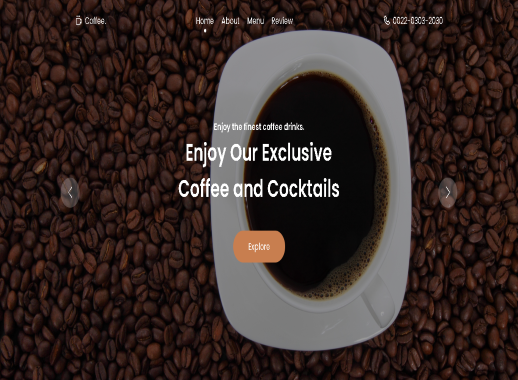 Coffee.
Home About Menu Review
0022-0303-2030
Enjoy the finest coffee drinks.
Enjoy Our Exclusive
Coffee and Cocktails
Explore